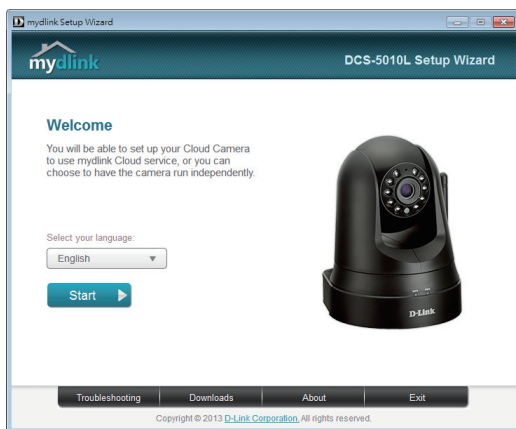 mydlink Setup Wizard
mydlink
DCS-5010L Setup Wizard
Welcome
You will be able to set up your Cloud Camera
to use mydlink Cloud service, or you can
choose to have the camera run independently.
Select your language:
English
Start
D-Link
Troubleshooting
Downloads
About
Exit
Copyright © 2013 D-Link Corporation. All rights reserved.